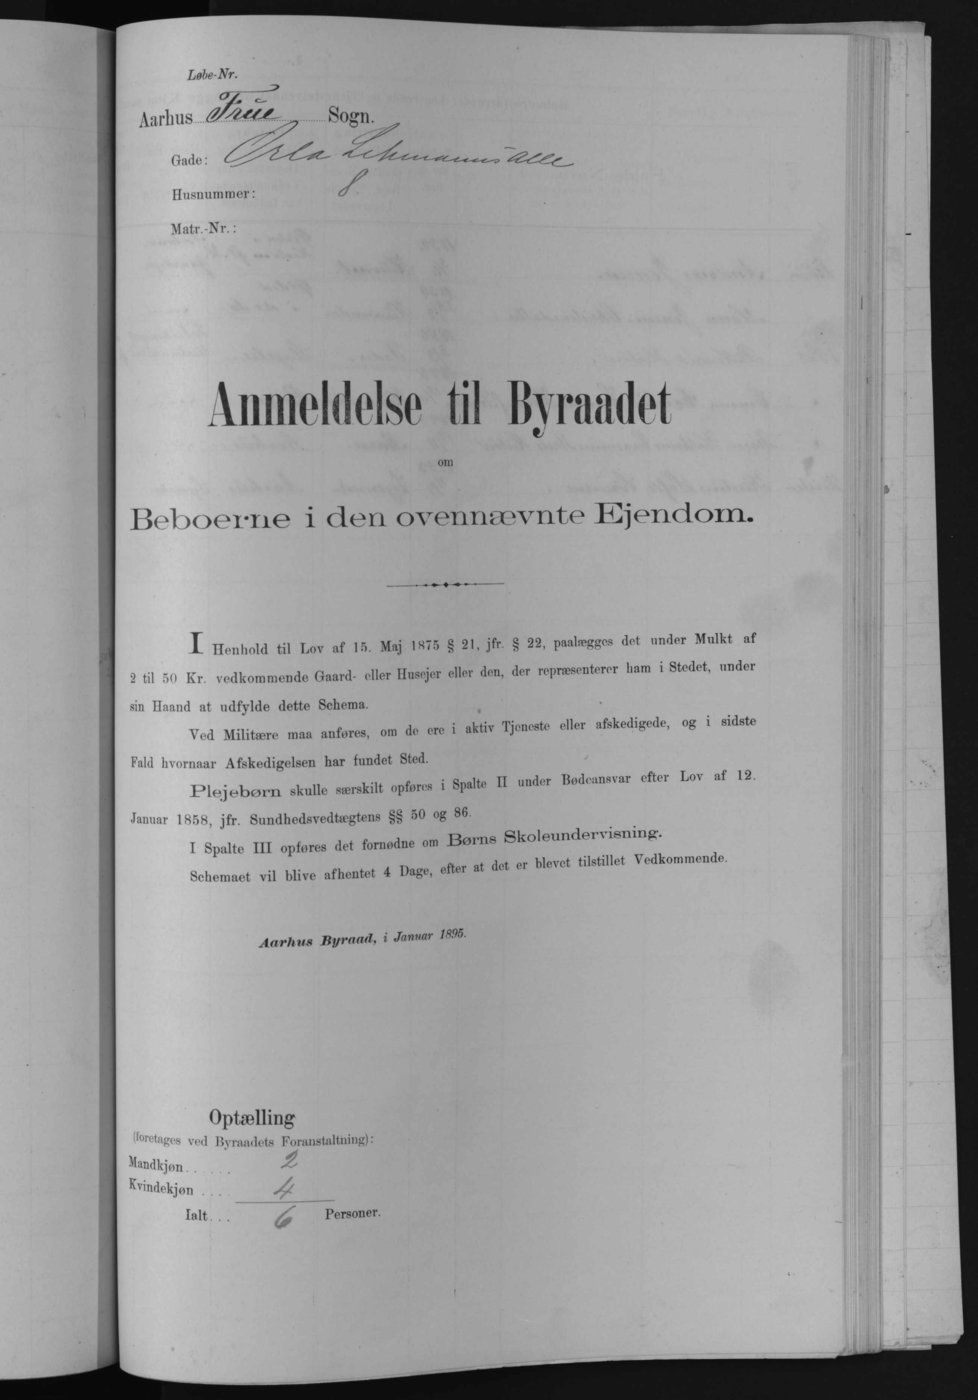 Løbe-Nr.
Aarhus Frue Sogn.
Gade: Orla Lehmanns Alle
Husnummer: 8
Matr.-Nr.:
Anmeldelse til Byraadet
om
Beboerne i den ovennævnte Ejendom.
I Henhold til Lov af 15. Maj 1875 § 21, jfr. § 22, paalægges det under Mulkt af
2 til 50 Kr. vedkommende Gaard- eller Husejer eller den, der repræsenterer ham i Stedet, under
sin Haand at udfylde dette Schema.
Ved Militære maa anføres, om de ere i aktiv Tjeneste eller afskedigede, og i sidste
Fald hvornaar Afskedigelsen har fundet Sted.
Plejebørn skulle særskilt opføres i Spalte II under Bødeansvar efter Lov af 12.
Januar 1858, jfr. Sundhedsvedtægtens §§ 50 og 86.
I Spalte III opføres det fornødne om Børns Skoleundervisning.
Schemaet vil blive afhentet 4 Dage, efter at det er blevet tilstillet Vedkommende.
Aarhus Byraad, i Januar 1895.
Optælling
(foretages ved Byraadets Foranstaltning):
Mandkjøn...... 2
Kvindekjøn .... 4
Ialt... 6 Personer.